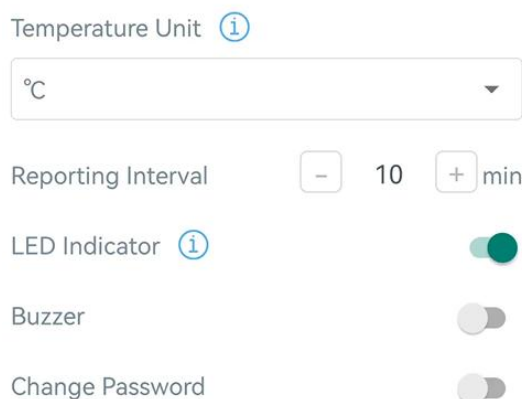 Temperature Unit i
℃
Reporting Interval - 10 + min
LED Indicator i
Buzzer
Change Password